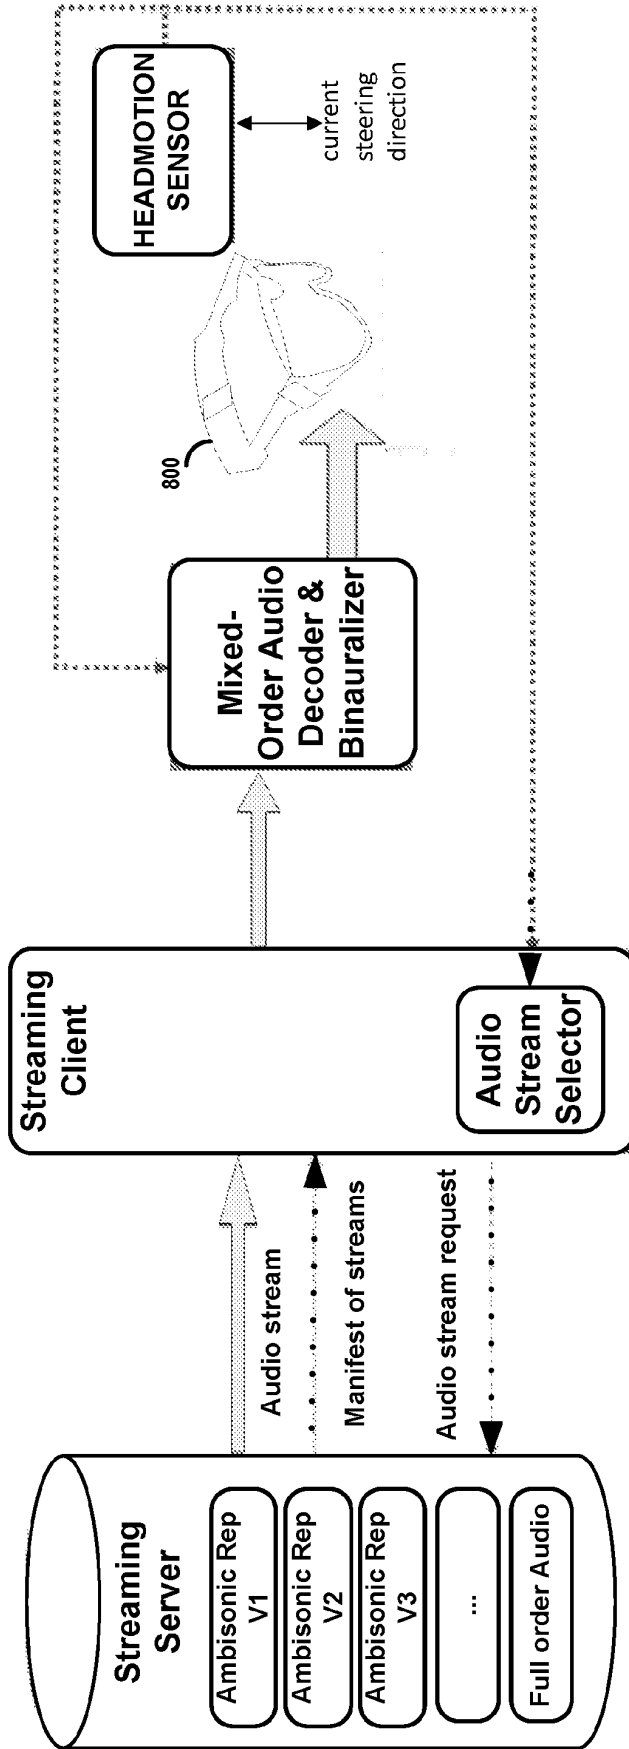 Streaming
Server
Ambisonic Rep
V1
Ambisonic Rep
V2
Ambisonic Rep
V3
...
Full order Audio
Audio stream
Manifest of streams
Audio stream request
Streaming
Client
Audio
Stream
Selector
Mixed-
Order Audio
Decoder &
Binauralizer
800
HEADMOTION
SENSOR
current
steering
direction